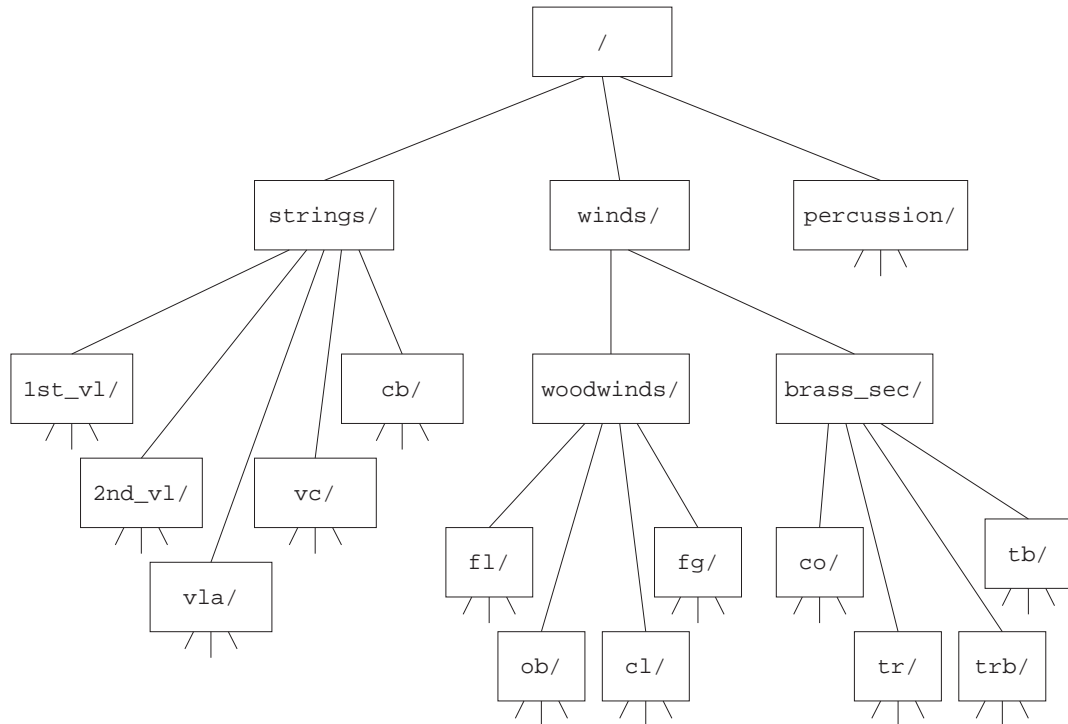 /
strings/
winds/
percussion/
1st_vl/
cb/
woodwinds/
brass_sec/
2nd_vl/
vc/
fl/
fg/
co/
tb/
vla/
ob/
cl/
tr/
trb/